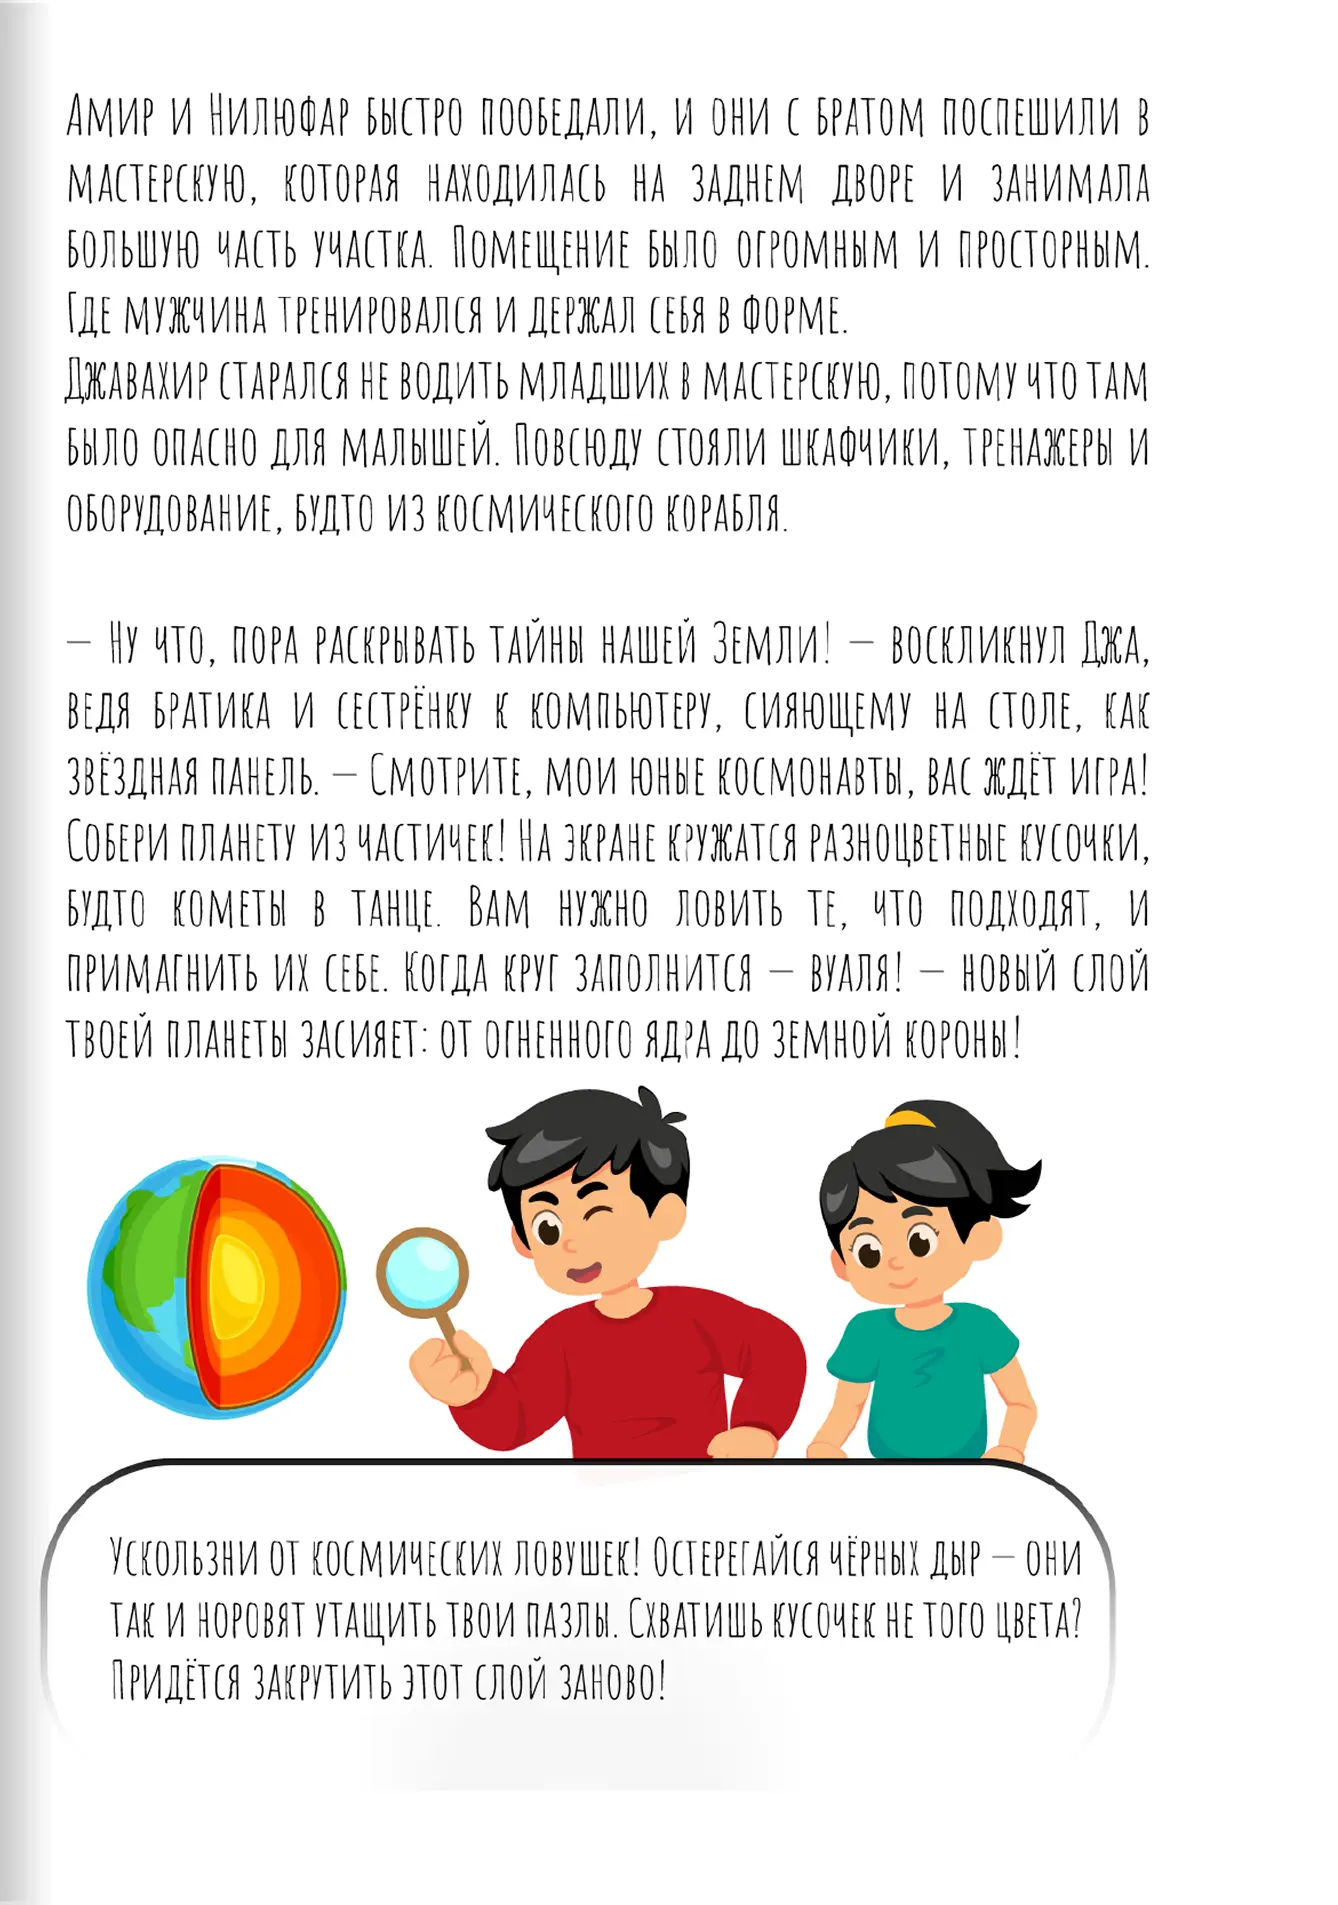 Амир и Нилюфар быстро пообедали, и они с братом поспешили в
мастерскую, которая находилась на заднем дворе и занимала
большую часть участка. Помещение было огромным и просторным.
Где мужчина тренировался и держал себя в форме.
Джавахир старался не водить младших в мастерскую, потому что там
было опасно для малышей. Повсюду стояли шкафчики, тренажеры и
оборудование, будто из космического корабля.
— Ну что, пора раскрывать тайны нашей Земли! — воскликнул Джа,
ведя братика и сестрёнку к компьютеру, сияющему на столе, как
звёздная панель. — Смотрите, мои юные космонавты, вас ждёт игра!
Собери планету из частичек! На экране кружатся разноцветные кусочки,
будто кометы в танце. Вам нужно ловить те, что подходят, и
примагнить их себе. Когда круг заполнится — вуаля! — новый слой
твоей планеты засияет: от огненного ядра до земной короны!
Ускользни от космических ловушек! Остерегайся чёрных дыр — они
так и норовят утащить твои пазлы. Схватишь кусочек не того цвета?
Придётся закрутить этот слой заново!